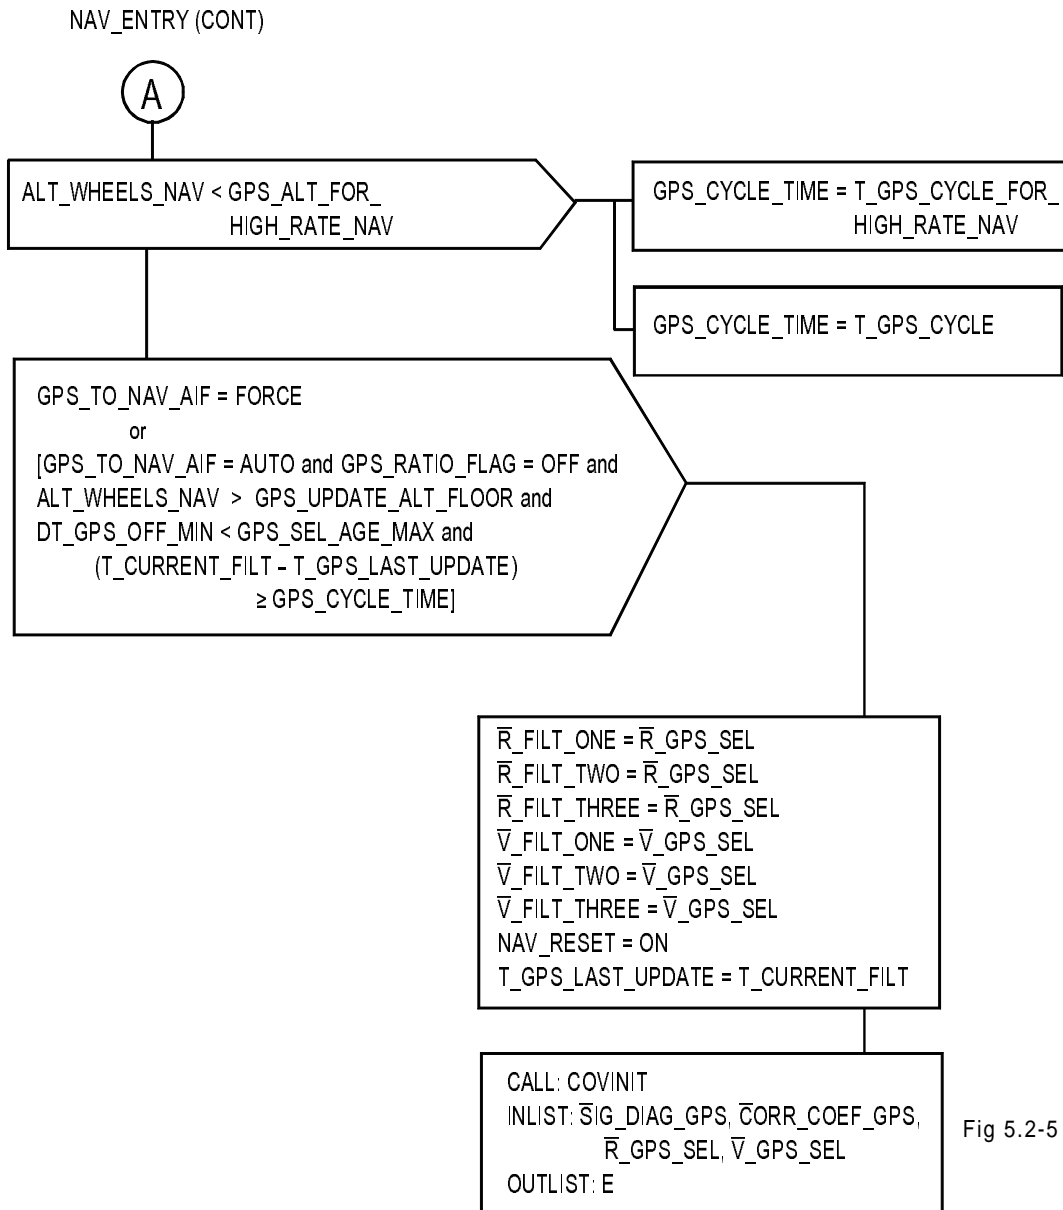 NAV_ENTRY (CONT)
A
ALT_WHEELS_NAV < GPS_ALT_FOR_
HIGH_RATE_NAV
GPS_CYCLE_TIME = T_GPS_CYCLE_FOR_
HIGH_RATE_NAV
GPS_CYCLE_TIME = T_GPS_CYCLE
GPS_TO_NAV_AIF = FORCE
or
[GPS_TO_NAV_AIF = AUTO and GPS_RATIO_FLAG = OFF and
ALT_WHEELS_NAV > GPS_UPDATE_ALT_FLOOR and
DT_GPS_OFF_MIN < GPS_SEL_AGE_MAX and
(T_CURRENT_FILT – T_GPS_LAST_UPDATE)
≥ GPS_CYCLE_TIME]
R̅_FILT_ONE = R̅_GPS_SEL
R̅_FILT_TWO = R̅_GPS_SEL
R̅_FILT_THREE = R̅_GPS_SEL
V̅_FILT_ONE = V̅_GPS_SEL
V̅_FILT_TWO = V̅_GPS_SEL
V̅_FILT_THREE = V̅_GPS_SEL
NAV_RESET = ON
T_GPS_LAST_UPDATE = T_CURRENT_FILT
CALL: COVINIT
INLIST: S̅IG_DIAG_GPS, C̅ORR_COEF_GPS,
R̅_GPS_SEL, V̅_GPS_SEL
OUTLIST: E
Fig 5.2-5